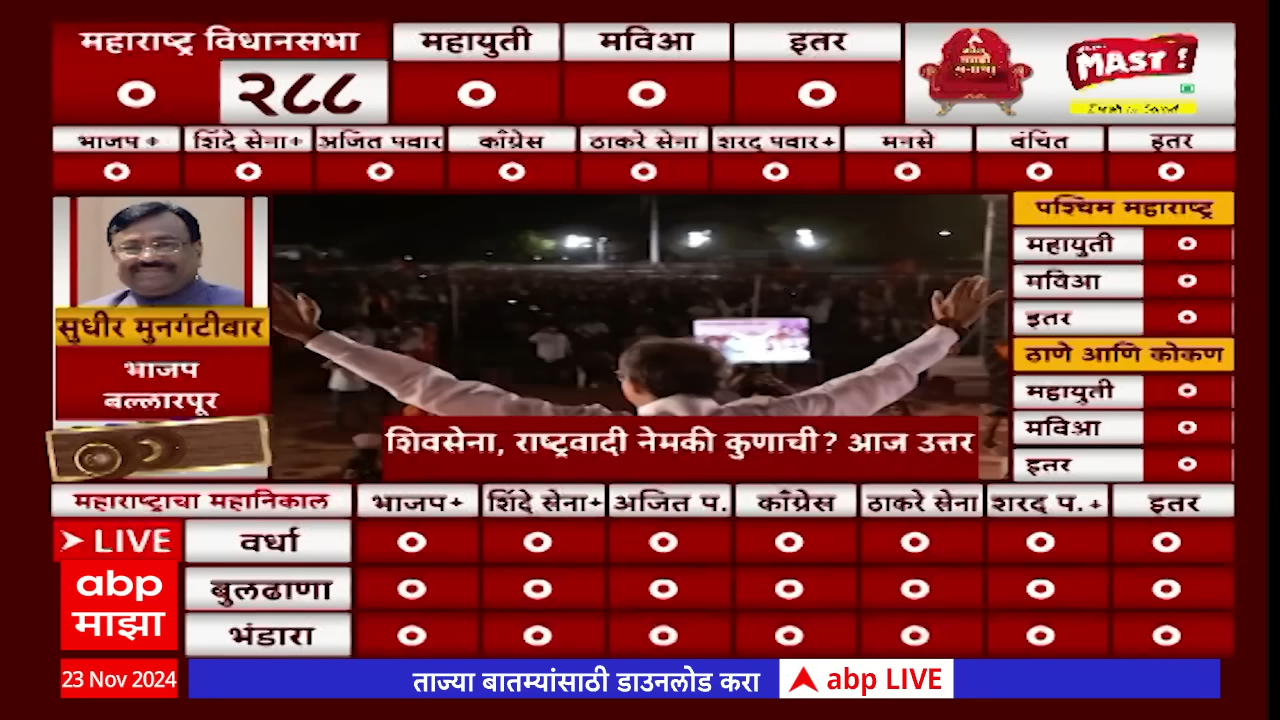 महाराष्ट्र विधानसभा
० २८८
महायुती
०
मविआ
०
इतर
०
MAST !
भाजप + शिंदे सेना+ अजित पवार काँग्रेस ठाकरे सेना शरद पवार+ मनसे वंचित इतर
० ० ० ० ० ० ० ० ०
सुधीर मुनगंटीवार
भाजप
बल्लारपूर
शिवसेना, राष्ट्रवादी नेमकी कुणाची? आज उत्तर
पश्चिम महाराष्ट्र
महायुती ०
मविआ ०
इतर ०
ठाणे आणि कोकण
महायुती ०
मविआ ०
इतर ०
महाराष्ट्राचा महानिकाल भाजप+ शिंदे सेना+ अजित प. काँग्रेस ठाकरे सेना शरद प.+ इतर
LIVE वर्धा ० ० ० ० ० ० ०
abp बुलढाणा ० ० ० ० ० ० ०
माझा भंडारा ० ० ० ० ० ० ०
23 Nov 2024 ताज्या बातम्यांसाठी डाउनलोड करा abp LIVE